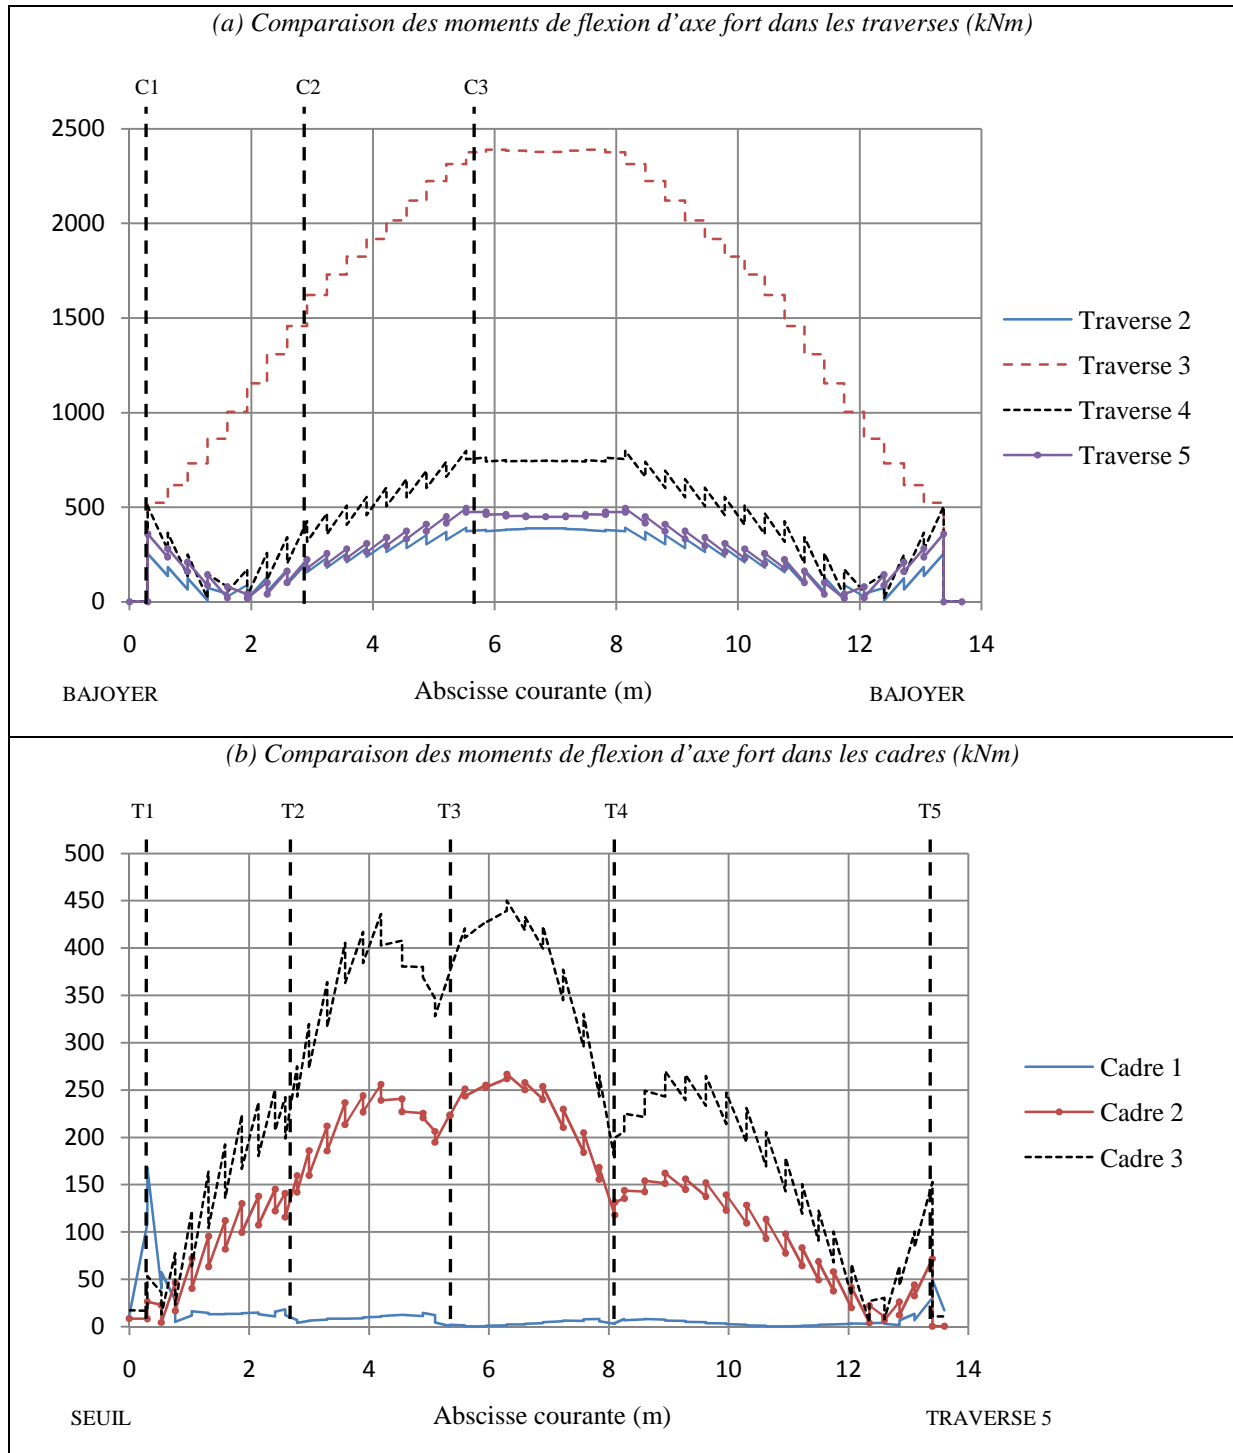 (a) Comparaison des moments de flexion d'axe fort dans les traverses (kNm)
C1 C2 C3
2500
2000
1500
1000
500
0
0 2 4 6 8 10 12 14
BAJOYER Abscisse courante (m) BAJOYER
Traverse 2
Traverse 3
Traverse 4
Traverse 5
(b) Comparaison des moments de flexion d'axe fort dans les cadres (kNm)
T1 T2 T3 T4 T5
500
450
400
350
300
250
200
150
100
50
0
0 2 4 6 8 10 12 14
SEUIL Abscisse courante (m) TRAVERSE 5
Cadre 1
Cadre 2
Cadre 3